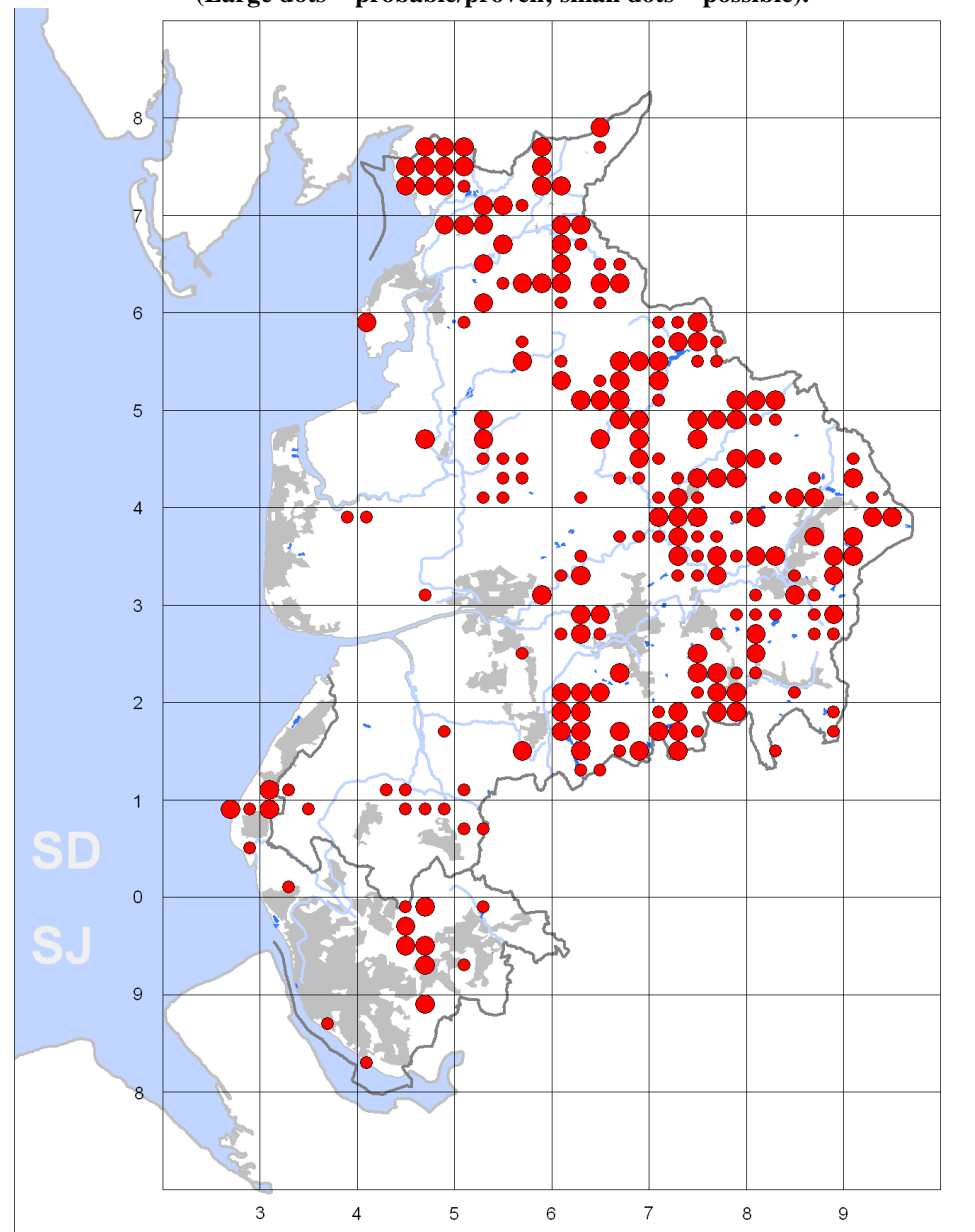 (Large dots = probable/proven; small dots = possible).
8
7
6
5
4
3
2
1
SD
0
SJ
9
8
3 4 5 6 7 8 9